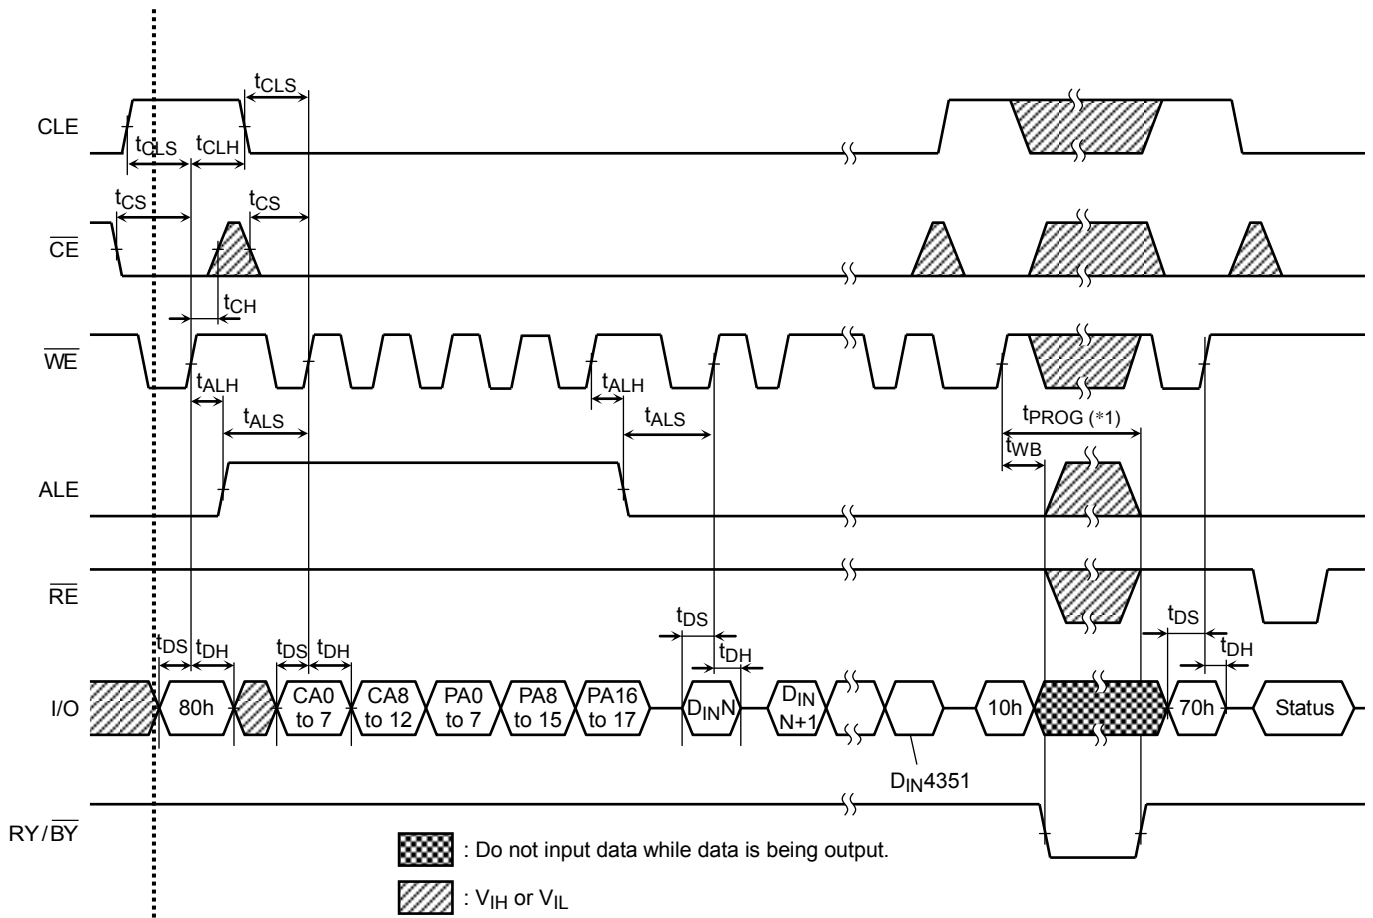 tCLS
CLE
tCLS tCLH
tCS tCS
CE
tCH
WE
tALH tALH
tALS tALS tPROG (*1)
tWB
ALE
RE
tDS tDH tDS tDH tDS tDH tDS tDH
I/O
80h
CA0 to 7
CA8 to 12
PA0 to 7
PA8 to 15
PA16 to 17
DINN
DIN N+1
10h
70h
Status
DIN4351
RY/BY
: Do not input data while data is being output.
: VIH or VIL